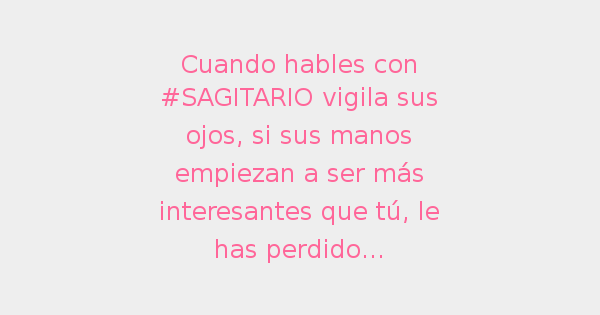 Cuando hables con
#SAGITARIO vigila sus
ojos, si sus manos
empiezan a ser más
interesantes que tú, le
has perdido...